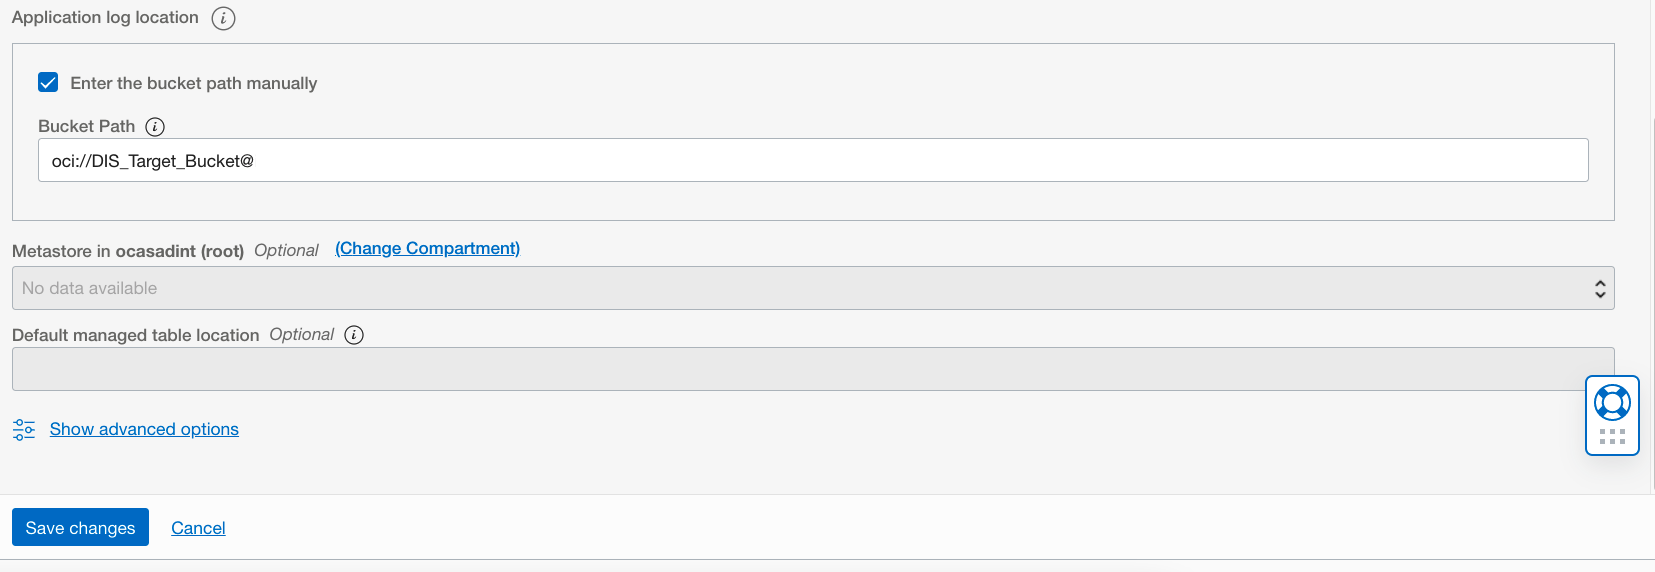 Application log location
Enter the bucket path manually
Bucket Path
oci://DIS_Target_Bucket@
Metastore in ocasadint (root) Optional (Change Compartment)
No data available
Default managed table location Optional
Show advanced options
Save changes Cancel